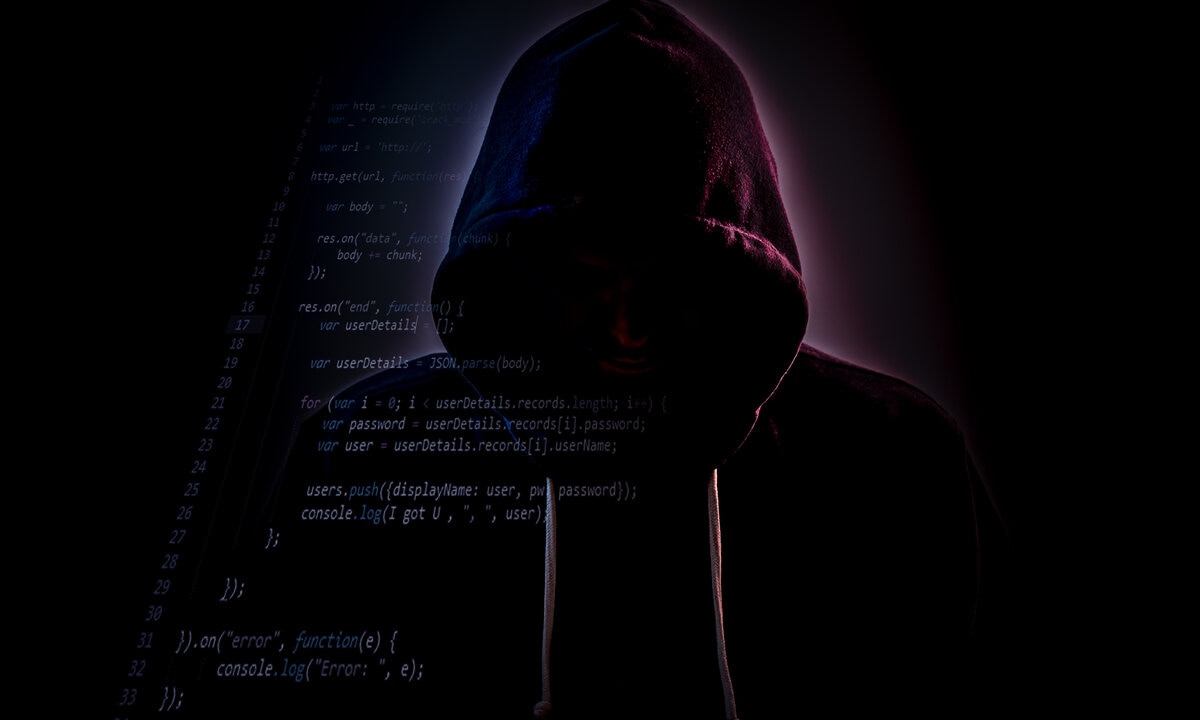 2
3 var http = require('http');
4 var _ = require('
5
6 var url = 'http://';
7
8 http.get(url, function(res)
9
10 var body = "";
11
12 res.on("data", function(chunk) {
13 body += chunk;
14 });
15
16 res.on("end", function() {
17 var userDetails = [];
18
19 var userDetails = JSON.parse(body);
20
21 for (var i = 0; i < userDetails.records.length; i++) {
22 var password = userDetails.records[i].password;
23 var user = userDetails.records[i].userName;
24
25 users.push({displayName: user, pw password});
26 console.log(I got U , ", ", user);
27 };
28
29 });
30
31 }).on("error", function(e) {
32 console.log("Error: ", e);
33 });